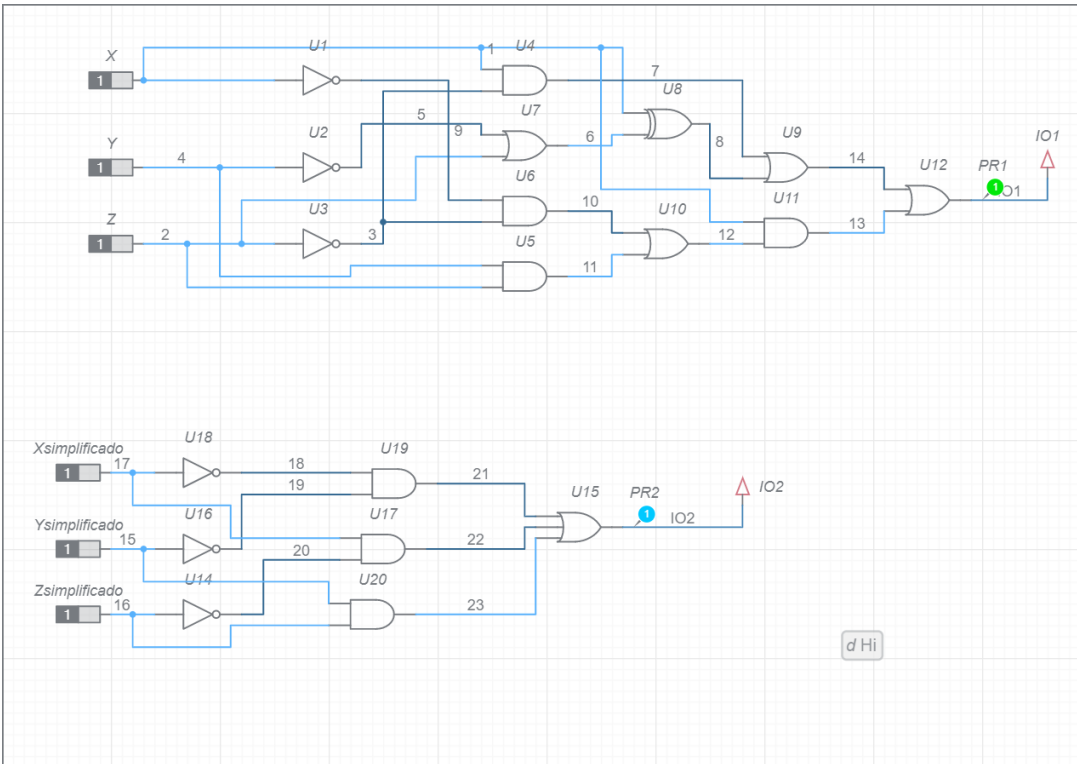 X
1
U1
1
U4
7
U8
5
9
U7
6
8
U2
Y
1
4
U9
14
IO1
U12
PR1
1
O1
U6
10
U10
U11
13
U3
Z
1
2
3
U5
12
11
Xsimplificado
1
17
U18
18
19
U19
21
U15
PR2
1
IO2
IO2
Ysimplificado
1
15
U16
U17
22
20
Zsimplificado
1
16
U14
U20
23
d Hi